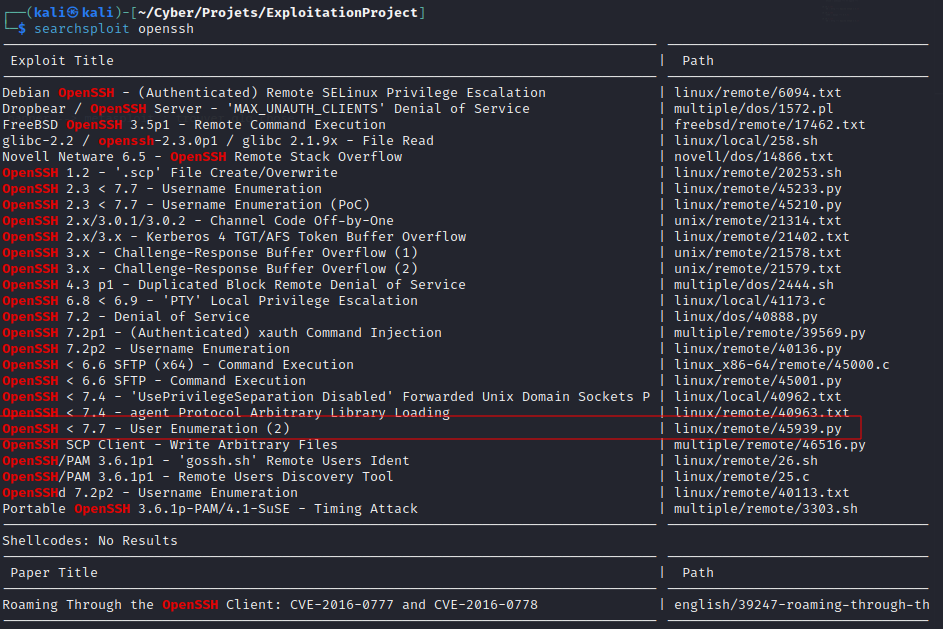 ┌──(kali㉿kali)-[~/Cyber/Projets/ExploitationProject]
└─$ searchsploit openssh
Exploit Title | Path
Debian OpenSSH - (Authenticated) Remote SELinux Privilege Escalation | linux/remote/6094.txt
Dropbear / OpenSSH Server - 'MAX_UNAUTH_CLIENTS' Denial of Service | multiple/dos/1572.pl
FreeBSD OpenSSH 3.5p1 - Remote Command Execution | freebsd/remote/17462.txt
glibc-2.2 / openssh-2.3.0p1 / glibc 2.1.9x - File Read | linux/local/258.sh
Novell Netware 6.5 - OpenSSH Remote Stack Overflow | novell/dos/14866.txt
OpenSSH 1.2 - '.scp' File Create/Overwrite | linux/remote/20253.sh
OpenSSH 2.3 < 7.7 - Username Enumeration | linux/remote/45233.py
OpenSSH 2.3 < 7.7 - Username Enumeration (PoC) | linux/remote/45210.py
OpenSSH 2.x/3.0.1/3.0.2 - Channel Code Off-by-One | unix/remote/21314.txt
OpenSSH 2.x/3.x - Kerberos 4 TGT/AFS Token Buffer Overflow | linux/remote/21402.txt
OpenSSH 3.x - Challenge-Response Buffer Overflow (1) | unix/remote/21578.txt
OpenSSH 3.x - Challenge-Response Buffer Overflow (2) | unix/remote/21579.txt
OpenSSH 4.3 p1 - Duplicated Block Remote Denial of Service | multiple/dos/2444.sh
OpenSSH 6.8 < 6.9 - 'PTY' Local Privilege Escalation | linux/local/41173.c
OpenSSH 7.2 - Denial of Service | linux/dos/40888.py
OpenSSH 7.2p1 - (Authenticated) xauth Command Injection | multiple/remote/39569.py
OpenSSH 7.2p2 - Username Enumeration | linux/remote/40136.py
OpenSSH < 6.6 SFTP (x64) - Command Execution | linux_x86-64/remote/45000.c
OpenSSH < 6.6 SFTP - Command Execution | linux/remote/45001.py
OpenSSH < 7.4 - 'UsePrivilegeSeparation Disabled' Forwarded Unix Domain Sockets P | linux/local/40962.txt
OpenSSH < 7.4 - agent Protocol Arbitrary Library Loading | linux/remote/40963.txt
OpenSSH < 7.7 - User Enumeration (2) | linux/remote/45939.py
OpenSSH SCP Client - Write Arbitrary Files | multiple/remote/46516.py
OpenSSH/PAM 3.6.1p1 - 'gossh.sh' Remote Users Ident | linux/remote/26.sh
OpenSSH/PAM 3.6.1p1 - Remote Users Discovery Tool | linux/remote/25.c
OpenSSHd 7.2p2 - Username Enumeration | linux/remote/40113.txt
Portable OpenSSH 3.6.1p-PAM/4.1-SuSE - Timing Attack | multiple/remote/3303.sh
Shellcodes: No Results
Paper Title | Path
Roaming Through the OpenSSH Client: CVE-2016-0777 and CVE-2016-0778 | english/39247-roaming-through-th